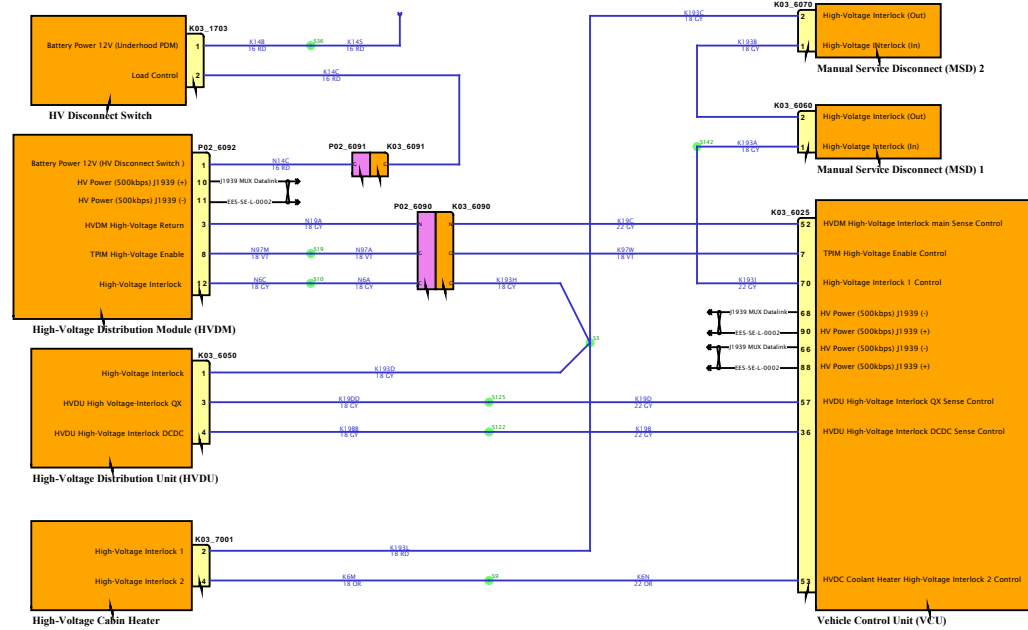 K03_1703
Battery Power 12V (Underhood PDM)
1
K14B
16 RD
S36
K14S
16 RD
Load Control
2
K14C
16 RD
HV Disconnect Switch
K03_6070
K193C
18 GY
2
High-Voltage Interlock (Out)
K193B
18 GY
1
High-Voltage INterlock (In)
Manual Service Disconnect (MSD) 2
K03_6060
2
High-Volatge Interlock (Out)
S142
K193A
18 GY
1
High-Volatge Interlock (In)
Manual Service Disconnect (MSD) 1
P02_6092
Battery Power 12V (HV Disconnect Switch )
1
N14C
16 RD
P02_6091
K03_6091
C
C
HV Power (500kbps) J1939 (+)
10
J1939 MUX Datalink
HV Power (500kbps) J1939 (-)
11
EES-SE-L-0002
P02_6090
K03_6090
HVDM High-Voltage Return
3
N19A
18 GY
N
N
K19C
22 GY
TPIM High-Voltage Enable
8
N97M
18 VT
S19
N97A
18 VT
G
G
K97W
18 VT
High-Voltage Interlock
12
N6C
18 GY
S10
N6A
18 GY
C
C
K193H
18 GY
High-Voltage Distribution Module (HVDM)
S3
K03_6025
52
HVDM High-Voltage Interlock main Sense Control
7
TPIM High-Voltage Enable Control
K193J
22 GY
70
High-Voltage Interlock 1 Control
J1939 MUX Datalink
68
HV Power (500kbps) J1939 (-)
EES-SE-L-0002
90
HV Power (500kbps) J1939 (+)
J1939 MUX Datalink
66
HV Power (500kbps) J1939 (-)
EES-SE-L-0002
88
HV Power (500kbps) J1939 (+)
K03_6050
High-Voltage Interlock
1
K193D
18 GY
HVDU High Voltage-Interlock QX
3
K19DD
18 GY
S125
K19D
22 GY
57
HVDU High-Voltage Interlock QX Sense Control
HVDU High-Voltage Interlock DCDC
4
K19BB
18 GY
S122
K19B
22 GY
36
HVDU High-Voltage Interlock DCDC Sense Control
High-Voltage Distribution Unit (HVDU)
K03_7001
High-Voltage Interlock 1
2
K193L
18 RD
High-Voltage Interlock 2
4
K6M
18 OR
S9
K6N
22 OR
53
HVDC Coolant Heater High-Voltage Interlock 2 Control
High-Voltage Cabin Heater
Vehicle Control Unit (VCU)